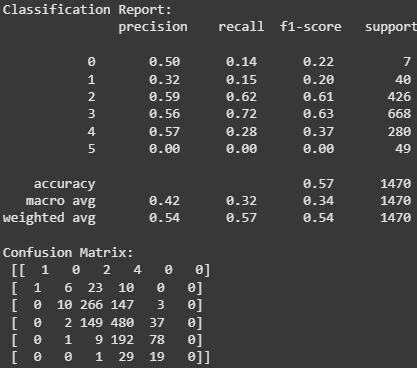 Classification Report:
precision recall f1-score support
0 0.50 0.14 0.22 7
1 0.32 0.15 0.20 40
2 0.59 0.62 0.61 426
3 0.56 0.72 0.63 668
4 0.57 0.28 0.37 280
5 0.00 0.00 0.00 49
accuracy 0.57 1470
macro avg 0.42 0.32 0.34 1470
weighted avg 0.54 0.57 0.54 1470
Confusion Matrix:
[[ 1 0 2 4 0 0]
[ 1 6 23 10 0 0]
[ 0 10 266 147 3 0]
[ 0 2 149 480 37 0]
[ 0 1 9 192 78 0]
[ 0 0 1 29 19 0]]